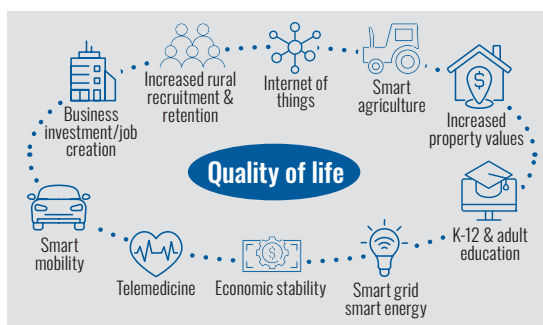 Increased rural
recruitment &
retention
Internet of
things
Smart
agriculture
$
Increased
property values
Business
investment/job
creation
Quality of life
K-12 & adult
education
Smart
mobility
Telemedicine
$
Economic stability
Smart grid
smart energy